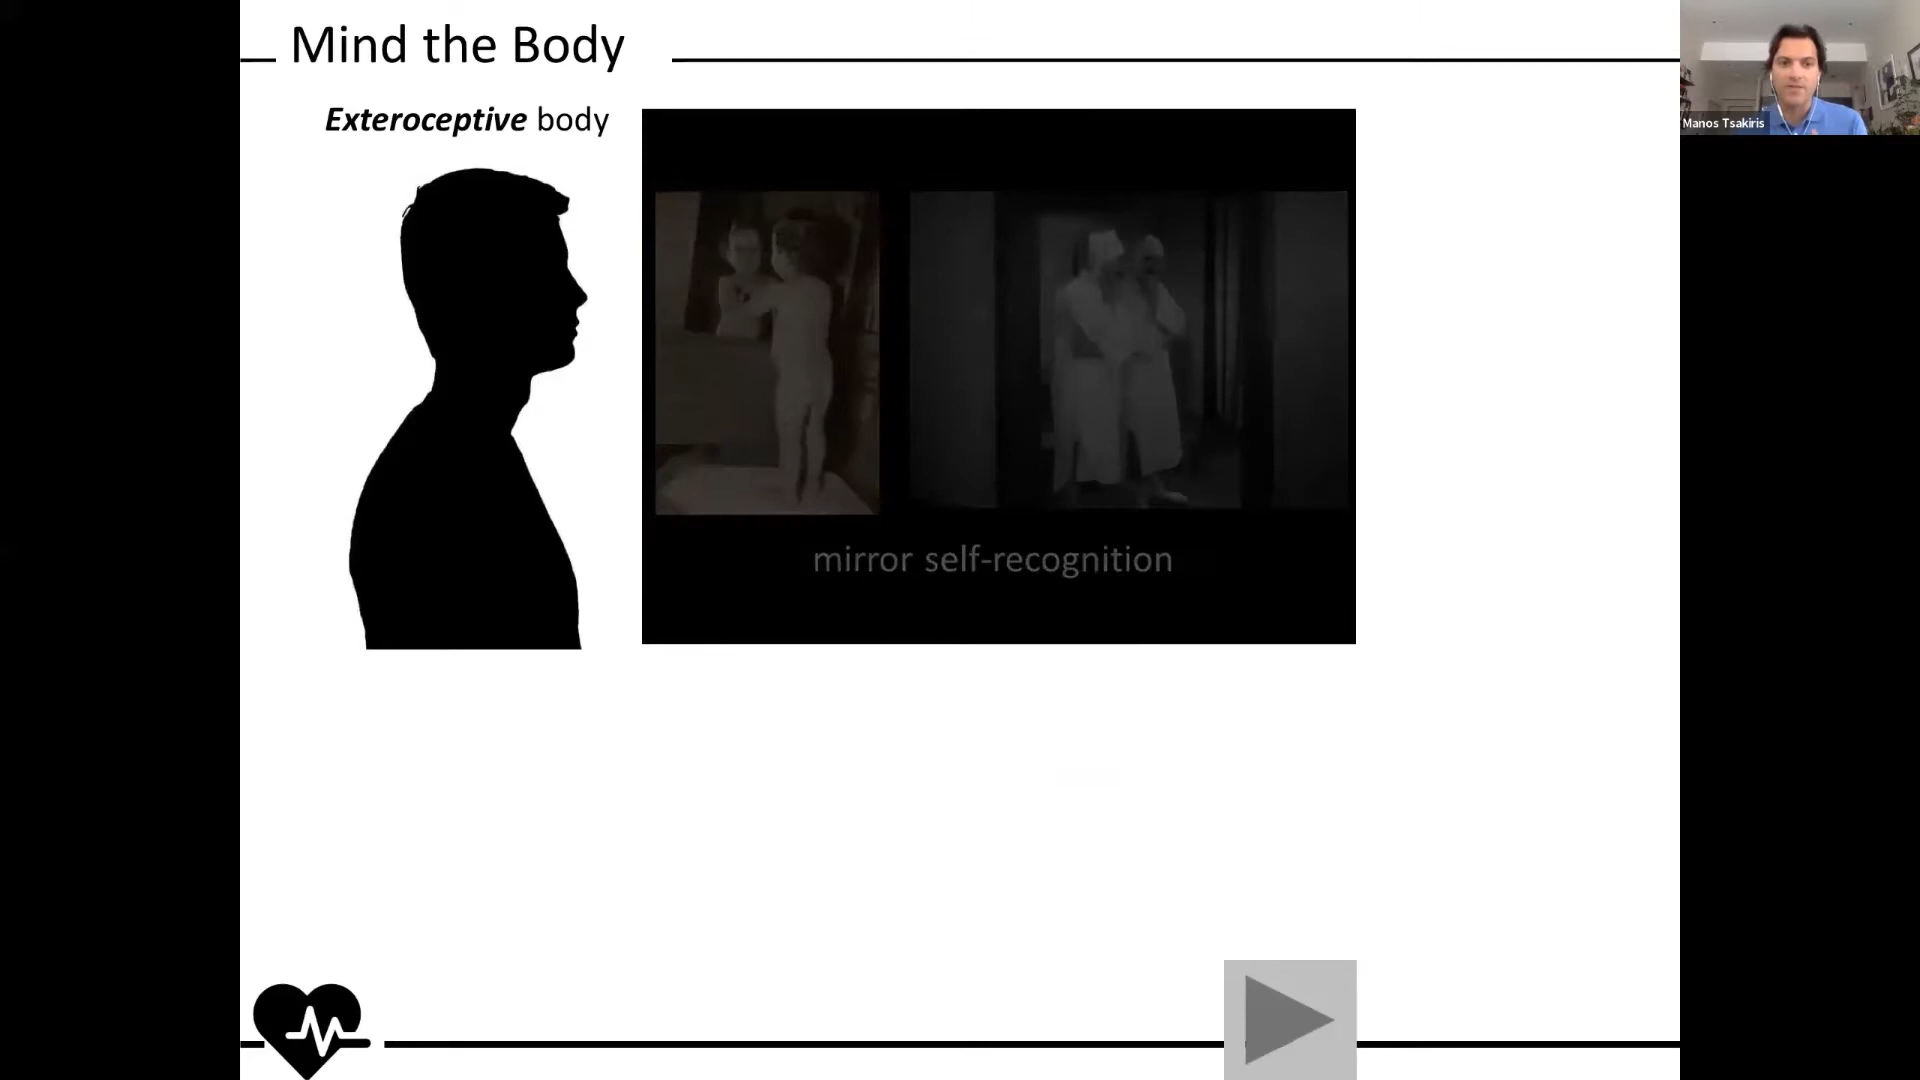 Mind the Body
Exteroceptive body
mirror self-recognition
Manos Tsakiris